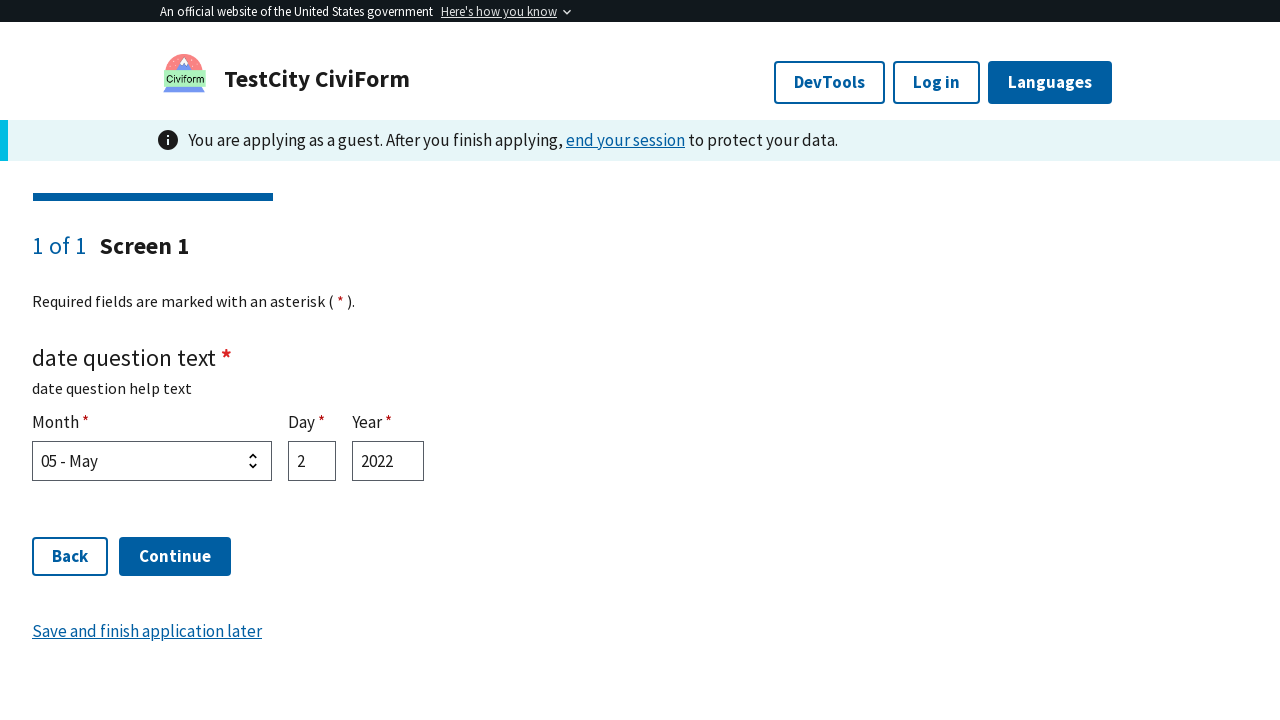 An official website of the United States government Here's how you know
Civiform
TestCity CiviForm
DevTools
Log in
Languages
You are applying as a guest. After you finish applying, end your session to protect your data.
1 of 1 Screen 1
Required fields are marked with an asterisk ( * ).
date question text *
date question help text
Month * Day * Year *
05 - May 2 2022
Back Continue
Save and finish application later